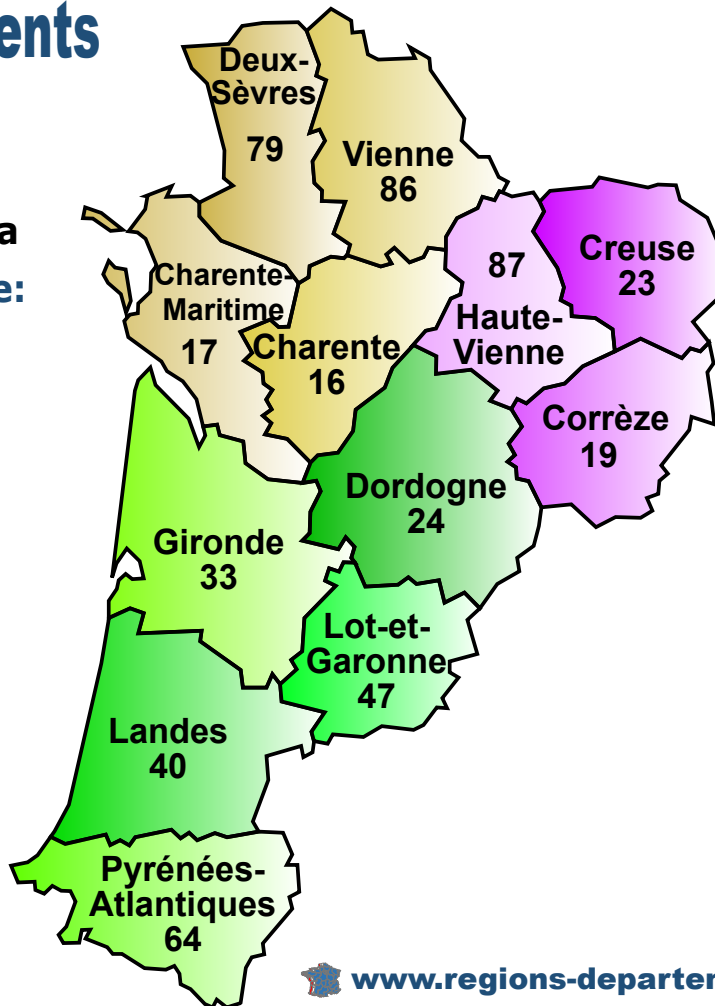 ents
Deux-
Sèvres
79
Vienne
86
a
e:
Charente-
Maritime
17
Charente
16
87
Haute-
Vienne
Creuse
23
Corrèze
19
Dordogne
24
Gironde
33
Lot-et-
Garonne
47
Landes
40
Pyrénées-
Atlantiques
64
www.regions-departe